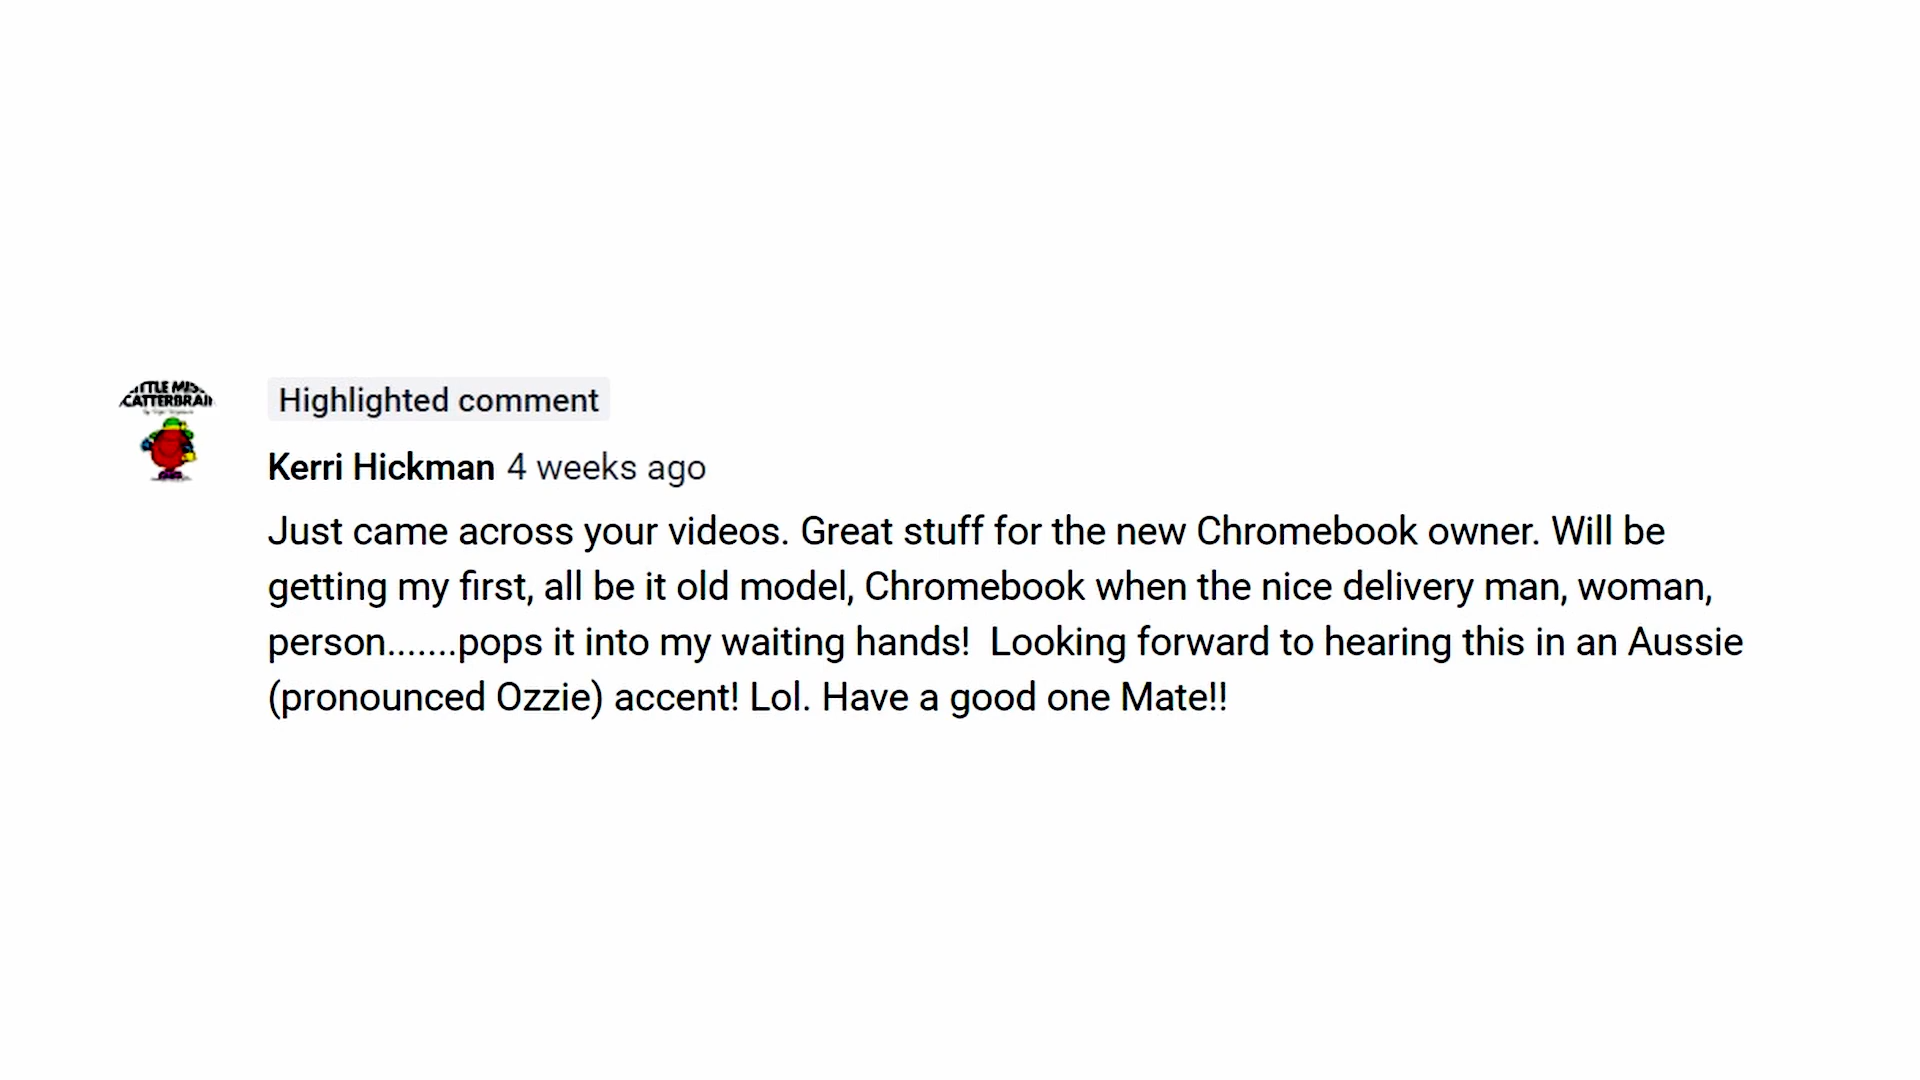 TTLE MIS
CATTERBRAI
Highlighted comment
Kerri Hickman 4 weeks ago
Just came across your videos. Great stuff for the new Chromebook owner. Will be
getting my first, all be it old model, Chromebook when the nice delivery man, woman,
person.......pops it into my waiting hands!  Looking forward to hearing this in an Aussie
(pronounced Ozzie) accent! Lol. Have a good one Mate!!